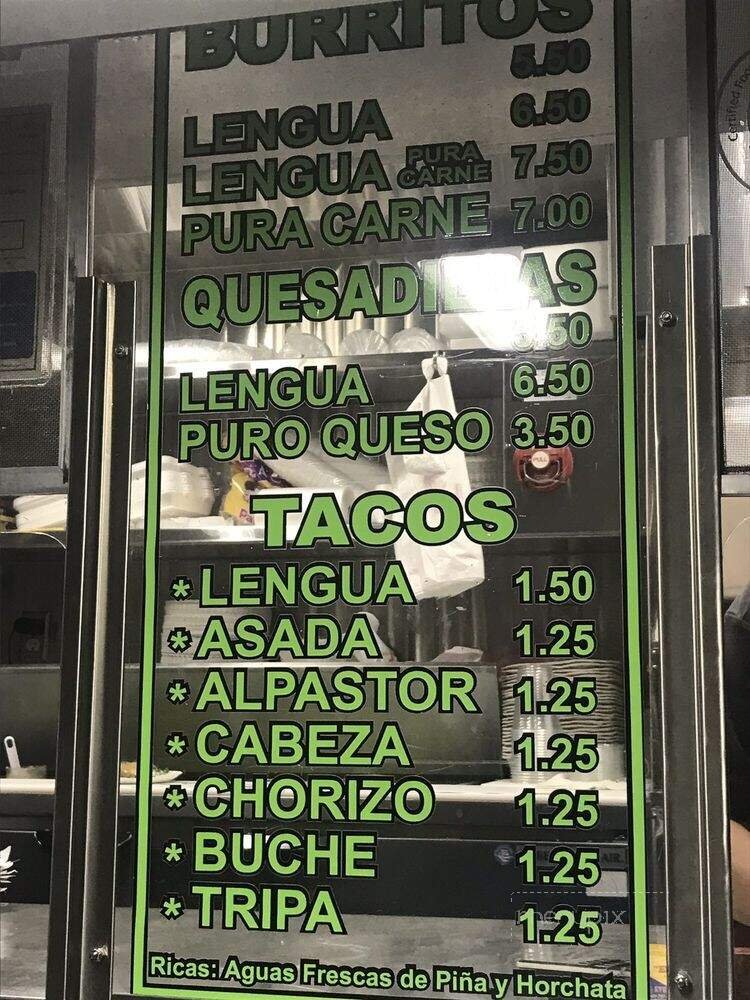 BURRITOS
5.50
LENGUA 6.50
LENGUA PURA CARNE 7.50
PURA CARNE 7.00
QUESADILLAS
5.50
LENGUA 6.50
PURO QUESO 3.50
TACOS
*LENGUA 1.50
*ASADA 1.25
*ALPASTOR 1.25
*CABEZA 1.25
*CHORIZO 1.25
*BUCHE 1.25
*TRIPA 1.25
Ricas: Aguas Frescas de Piña y Horchata
PULL